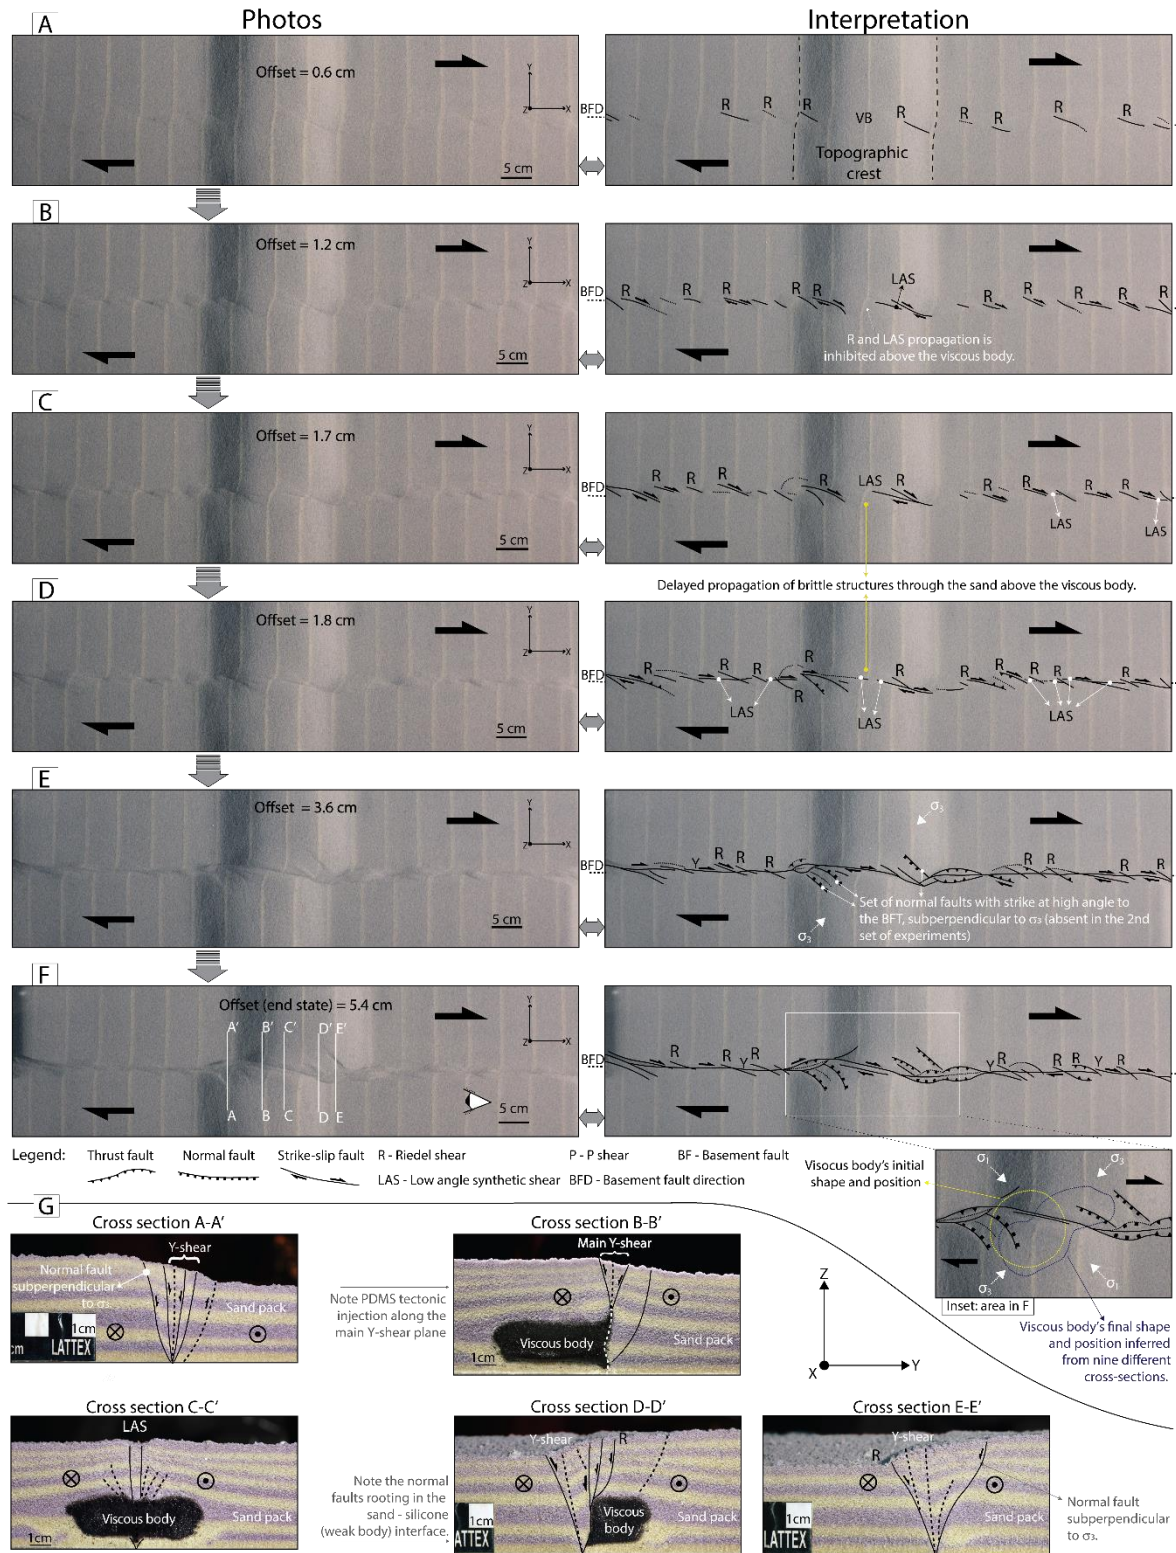 Photos
Interpretation
A
Offset = 0.6 cm
Y
Z
X
5 cm
BFD
R
R
R
VB
R
R
R
R
R
Topographic
crest
B
Offset = 1.2 cm
Y
Z
X
5 cm
BFD
R
R
R
R
R
LAS
R
R
R
R
R
R and LAS propagation is
inhibited above the viscous body.
C
Offset = 1.7 cm
Y
Z
X
5 cm
BFD
R
R
R
R
R
LAS
R
R
R
R
R
LAS
LAS
Delayed propagation of brittle structures through the sand above the viscous body.
D
Offset = 1.8 cm
Y
Z
X
5 cm
BFD
R
R
R
R
R
R
R
R
R
R
R
LAS
LAS
LAS
E
Offset = 3.6 cm
Y
Z
X
5 cm
BFD
σ₃
Y
R
R
R
R
R
R
R
R
Set of normal faults with strike at high angle to
the BFT, subperpendicular to σ₃ (absent in the 2nd
set of experiments)
σ₃
F
Offset (end state) = 5.4 cm
A' B' C' D' E'
A B C D E
Y
Z
X
5 cm
BFD
R
R
Y
R
Y
R
R
R
Y
R
Legend: Thrust fault Normal fault Strike-slip fault R - Riedel shear P - P shear BF - Basement fault
LAS - Low angle synthetic shear BFD - Basement fault direction
Visocus body's initial
shape and position
σ₁
σ₃
σ₃
σ₁
Inset: area in F
Viscous body's final shape
and position inferred
from nine different
cross-sections.
G
Cross section A-A'
Y-shear
Normal fault
subperpendicular
to σ₃
Sand pack
1cm
cm
LATTEX
Note PDMS tectonic
injection along the
main Y-shear plane
Cross section B-B'
Main Y-shear
Viscous body
Sand pack
1cm
Z
X
Y
Cross section C-C'
LAS
Viscous body
Sand pack
1cm
Note the normal
faults rooting in the
sand - silicone
(weak body) interface.
Cross section D-D'
Y-shear
R
Viscous
body
Sand pack
1cm
LATTEX
Cross section E-E'
Y-shear
R
Sand pack
1cm
LATTEX
Normal fault
subperpendicular
to σ₃.